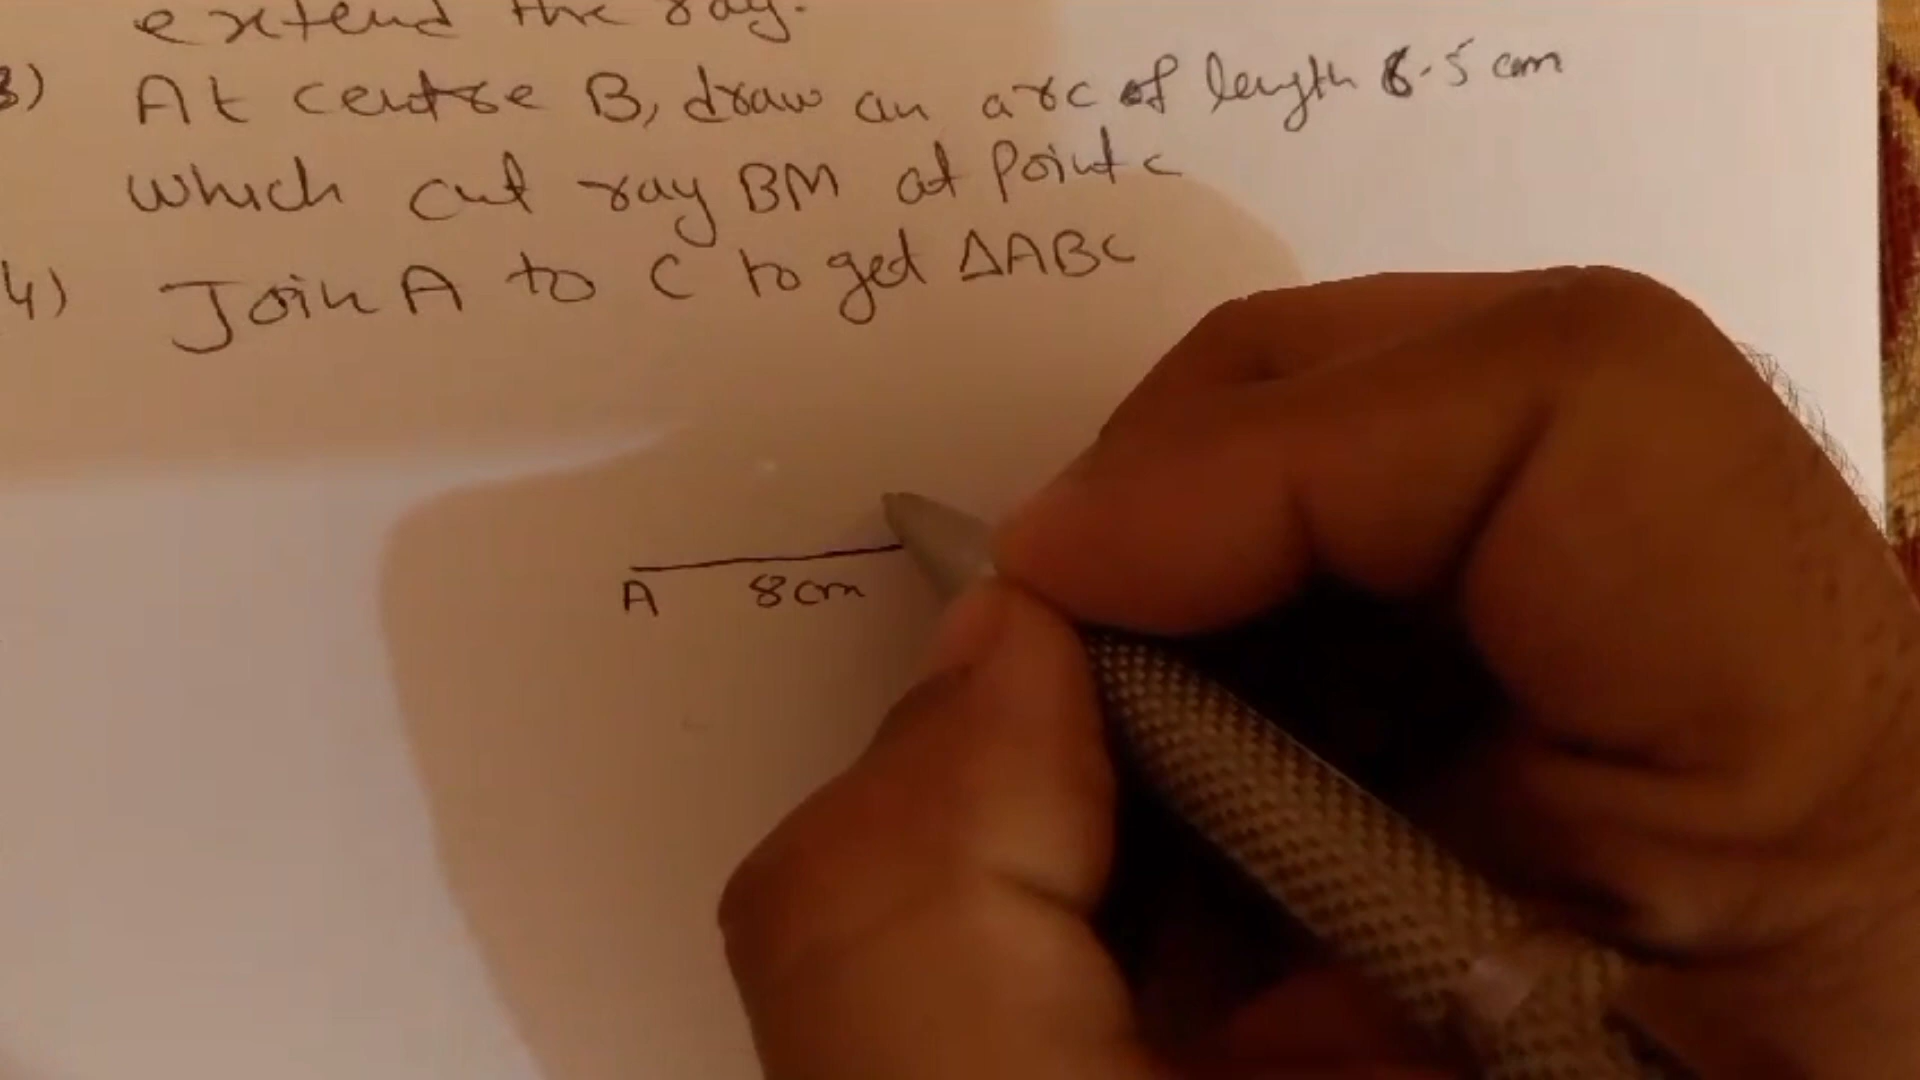 extend the ray.
3) At centre B, draw an arc of length 6.5 cm
which cut ray BM at point C
4) Join A to C to get ΔABC
A 8cm